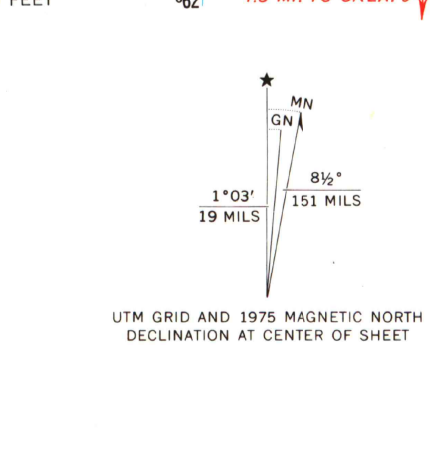 FEET
MN
GN
8½°
151 MILS
1°03'
19 MILS
UTM GRID AND 1975 MAGNETIC NORTH
DECLINATION AT CENTER OF SHEET